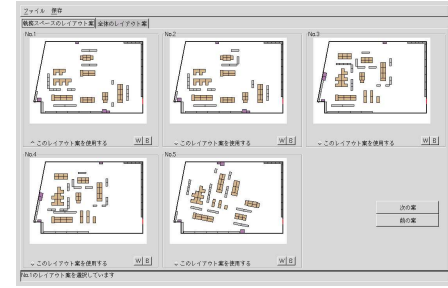 ファイル 保存
執務スペースのレイアウト案 全体のレイアウト案
No.1 No.2 No.3
このレイアウト案を使用する W B このレイアウト案を使用する W B このレイアウト案を使用する W B
No.4 No.5
次の案
前の案
このレイアウト案を使用する W B このレイアウト案を使用する W B
No.1のレイアウト案を選択しています